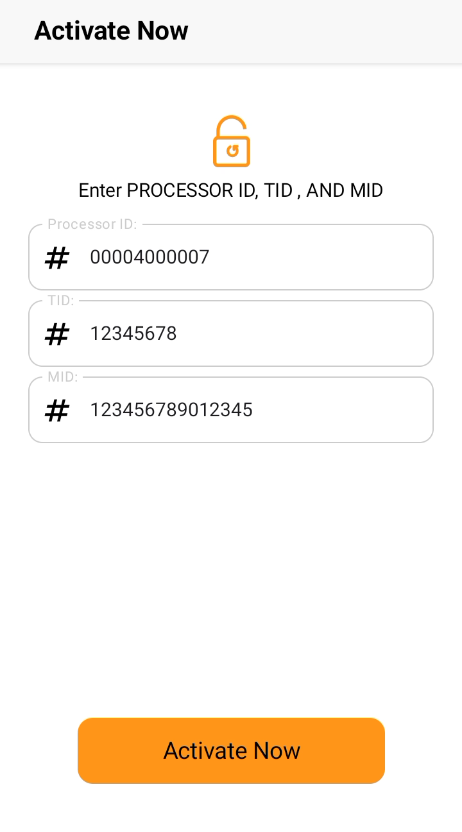 Activate Now
Enter PROCESSOR ID, TID , AND MID
Processor ID:
# 00004000007
TID:
# 12345678
MID:
# 123456789012345
Activate Now